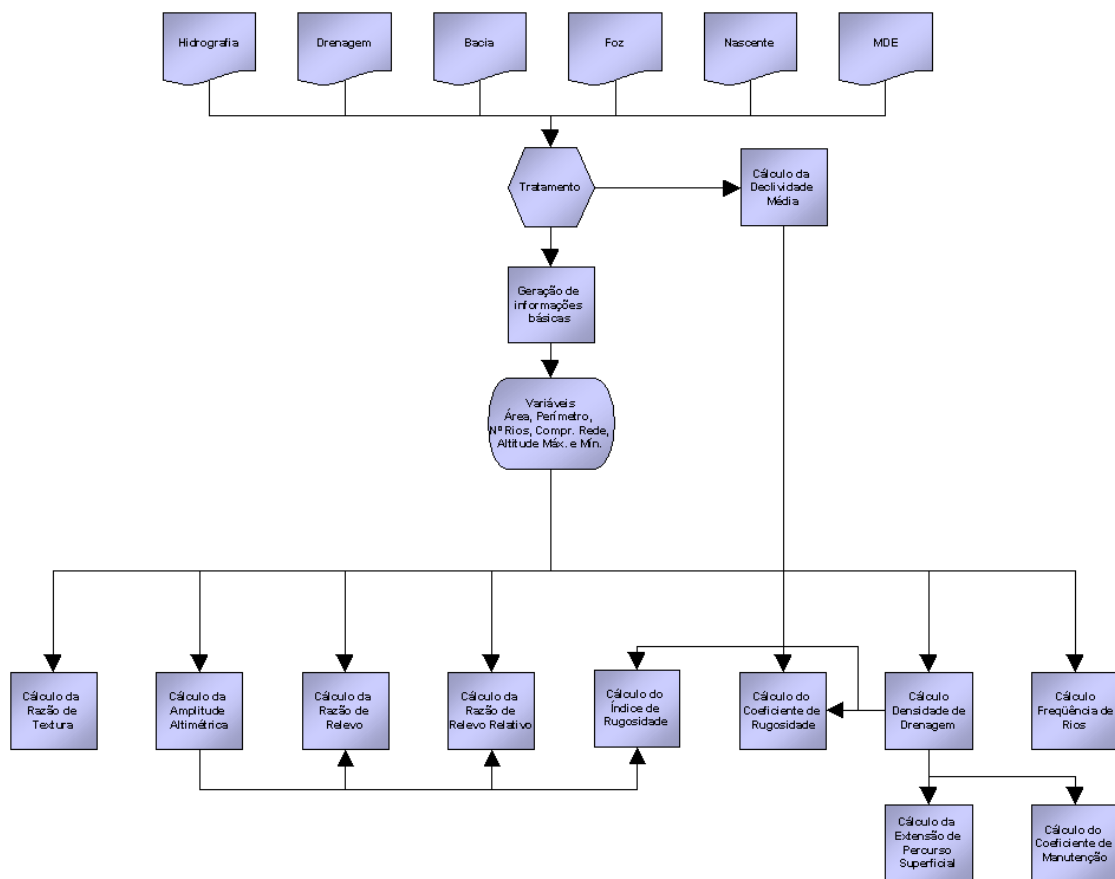 Hidrografia
Drenagem
Bacia
Foz
Nascente
MDE
Tratamento
Cálculo da
Declividade
Média
Geração de
informações
básicas
Variáveis
Área, Perímetro,
Nº Rios, Compr. Rede,
Altitude Máx. e Mín.
Cálculo da
Razão de
Textura
Cálculo da
Amplitude
Altimétrica
Cálculo da
Razão de
Relevo
Cálculo da
Razão de
Relevo Relativo
Cálculo do
Índice de
Rugosidade
Cálculo do
Coeficiente de
Rugosidade
Cálculo
Densidade de
Drenagem
Cálculo
Freqüência de
Rios
Cálculo da
Extensão de
Percurso
Superficial
Cálculo do
Coeficiente de
Manutenção